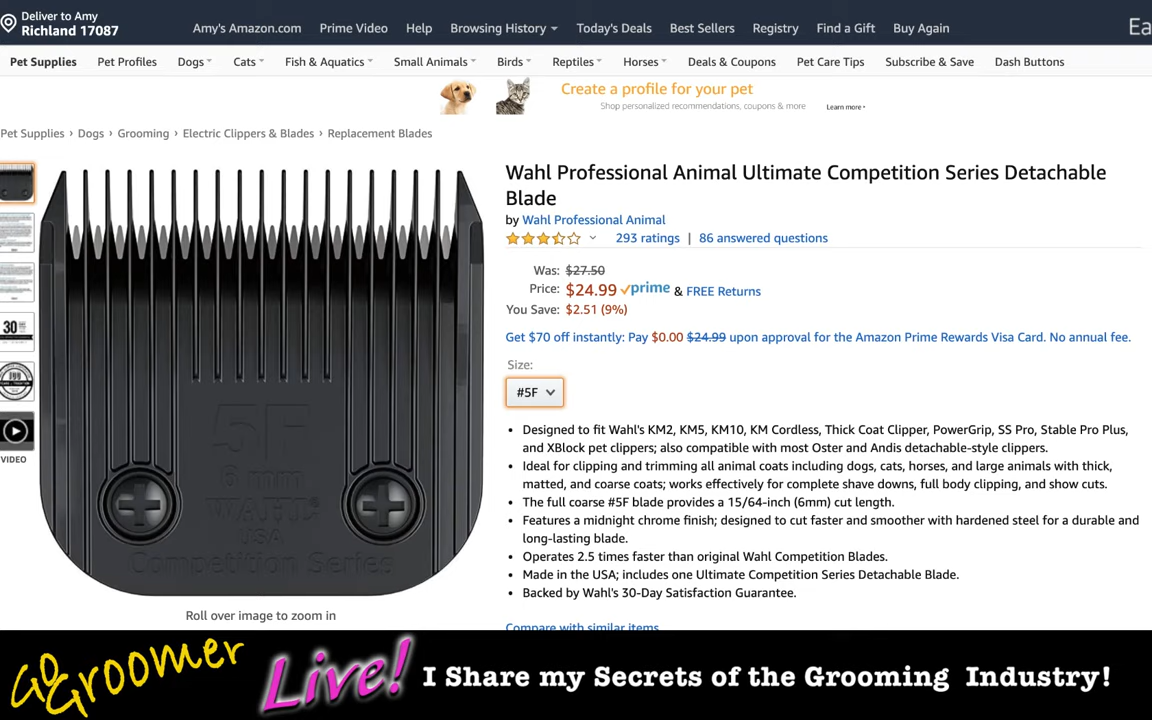 Deliver to Amy
Richland 17087
Amy's Amazon.com Prime Video Help Browsing History Today's Deals Best Sellers Registry Find a Gift Buy Again
Pet Supplies Pet Profiles Dogs Cats Fish & Aquatics Small Animals Birds Reptiles Horses Deals & Coupons Pet Care Tips Subscribe & Save Dash Buttons
Create a profile for your pet
Shop personalized recommendations, coupons & more Learn more
Pet Supplies › Dogs › Grooming › Electric Clippers & Blades › Replacement Blades
Wahl Professional Animal Ultimate Competition Series Detachable
Blade
by Wahl Professional Animal
293 ratings | 86 answered questions
Was: $27.50
Price: $24.99 prime & FREE Returns
You Save: $2.51 (9%)
Get $70 off instantly: Pay $0.00 $24.99 upon approval for the Amazon Prime Rewards Visa Card. No annual fee.
Size:
#5F
• Designed to fit Wahl's KM2, KM5, KM10, KM Cordless, Thick Coat Clipper, PowerGrip, SS Pro, Stable Pro Plus,
and XBlock pet clippers; also compatible with most Oster and Andis detachable-style clippers.
• Ideal for clipping and trimming all animal coats including dogs, cats, horses, and large animals with thick,
matted, and coarse coats; works effectively for complete shave downs, full body clipping, and show cuts.
• The full coarse #5F blade provides a 15/64-inch (6mm) cut length.
• Features a midnight chrome finish; designed to cut faster and smoother with hardened steel for a durable and
long-lasting blade.
• Operates 2.5 times faster than original Wahl Competition Blades.
• Made in the USA; includes one Ultimate Competition Series Detachable Blade.
• Backed by Wahl's 30-Day Satisfaction Guarantee.
Compare with similar items
30
VIDEO
5F
6 mm
WAHL®
USA
Competition Series
Roll over image to zoom in
GoGroomer Live! I Share my Secrets of the Grooming Industry!